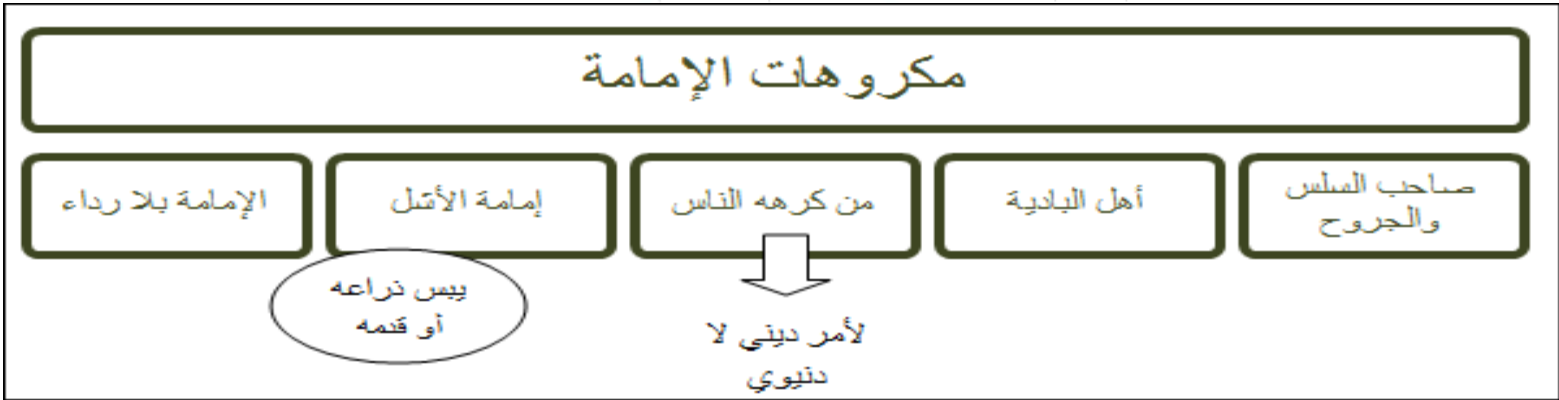 مكروهات الإمامة
صاحب السلس
والجروح
أهل البادية
من كرهه الناس
إمامة الأشل
الإمامة بلا رداء
لأمر ديني لا
دنيوي
يبس ذراعه
أو قدمه